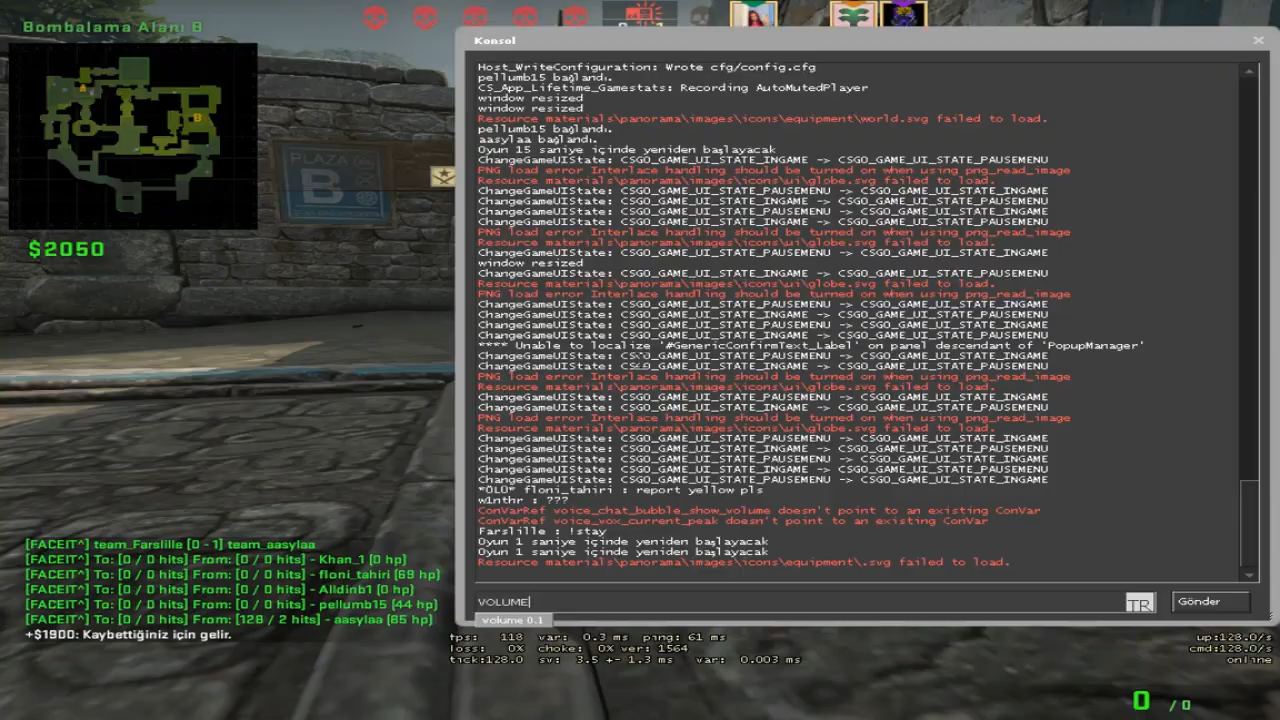 Bombalama Alanı B
$2050
PLAZA
B
Konsol
Host_WriteConfiguration: Wrote cfg/config.cfg
pellumb15 bağlandı.
CS_App_Lifetime_Gamestats: Recording AutoMutedPlayer
window resized
window resized
Resource materials\panorama\images\icons\equipment\world.svg failed to load.
pellumb15 bağlandı.
aasylaa bağlandı.
Oyun 15 saniye içinde yeniden başlayacak
ChangeGameUIState: CSGO_GAME_UI_STATE_INGAME -> CSGO_GAME_UI_STATE_PAUSEMENU
PNG load error Interlace handling should be turned on when using png_read_image
Resource materials\panorama\images\icons\ui\globe.svg failed to load.
ChangeGameUIState: CSGO_GAME_UI_STATE_PAUSEMENU -> CSGO_GAME_UI_STATE_INGAME
ChangeGameUIState: CSGO_GAME_UI_STATE_INGAME -> CSGO_GAME_UI_STATE_PAUSEMENU
ChangeGameUIState: CSGO_GAME_UI_STATE_PAUSEMENU -> CSGO_GAME_UI_STATE_INGAME
ChangeGameUIState: CSGO_GAME_UI_STATE_INGAME -> CSGO_GAME_UI_STATE_PAUSEMENU
PNG load error Interlace handling should be turned on when using png_read_image
Resource materials\panorama\images\icons\ui\globe.svg failed to load.
ChangeGameUIState: CSGO_GAME_UI_STATE_PAUSEMENU -> CSGO_GAME_UI_STATE_INGAME
window resized
ChangeGameUIState: CSGO_GAME_UI_STATE_INGAME -> CSGO_GAME_UI_STATE_PAUSEMENU
Resource materials\panorama\images\icons\ui\globe.svg failed to load.
PNG load error Interlace handling should be turned on when using png_read_image
ChangeGameUIState: CSGO_GAME_UI_STATE_PAUSEMENU -> CSGO_GAME_UI_STATE_INGAME
ChangeGameUIState: CSGO_GAME_UI_STATE_INGAME -> CSGO_GAME_UI_STATE_PAUSEMENU
ChangeGameUIState: CSGO_GAME_UI_STATE_PAUSEMENU -> CSGO_GAME_UI_STATE_INGAME
ChangeGameUIState: CSGO_GAME_UI_STATE_INGAME -> CSGO_GAME_UI_STATE_PAUSEMENU
**** Unable to localize '#GenericConfirmText_Label' on panel descendant of 'PopupManager'
ChangeGameUIState: CSGO_GAME_UI_STATE_PAUSEMENU -> CSGO_GAME_UI_STATE_INGAME
ChangeGameUIState: CSGO_GAME_UI_STATE_INGAME -> CSGO_GAME_UI_STATE_PAUSEMENU
PNG load error Interlace handling should be turned on when using png_read_image
Resource materials\panorama\images\icons\ui\globe.svg failed to load.
ChangeGameUIState: CSGO_GAME_UI_STATE_PAUSEMENU -> CSGO_GAME_UI_STATE_INGAME
ChangeGameUIState: CSGO_GAME_UI_STATE_INGAME -> CSGO_GAME_UI_STATE_PAUSEMENU
PNG load error Interlace handling should be turned on when using png_read_image
Resource materials\panorama\images\icons\ui\globe.svg failed to load.
ChangeGameUIState: CSGO_GAME_UI_STATE_PAUSEMENU -> CSGO_GAME_UI_STATE_INGAME
ChangeGameUIState: CSGO_GAME_UI_STATE_INGAME -> CSGO_GAME_UI_STATE_PAUSEMENU
ChangeGameUIState: CSGO_GAME_UI_STATE_PAUSEMENU -> CSGO_GAME_UI_STATE_INGAME
ChangeGameUIState: CSGO_GAME_UI_STATE_INGAME -> CSGO_GAME_UI_STATE_PAUSEMENU
ChangeGameUIState: CSGO_GAME_UI_STATE_PAUSEMENU -> CSGO_GAME_UI_STATE_INGAME
*ÖLÜ* floni_tahiri : report yellow pls
w1nthr : ???
ConVarRef voice_chat_bubble_show_volume doesn't point to an existing ConVar
ConVarRef voice_vox_current_peak doesn't point to an existing ConVar
Farslille : !stay
Oyun 1 saniye içinde yeniden başlayacak
Oyun 1 saniye içinde yeniden başlayacak
Resource materials\panorama\images\icons\equipment\.svg failed to load.
VOLUME
TR
Gönder
volume 0.1
[FACEIT^] team_Farslille [0 - 1] team_aasylaa
[FACEIT^] To: [0 / 0 hits] From: [0 / 0 hits] - Khan_1 (0 hp)
[FACEIT^] To: [0 / 0 hits] From: [0 / 0 hits] - floni_tahiri (69 hp)
[FACEIT^] To: [0 / 0 hits] From: [0 / 0 hits] - Alldinb1 (0 hp)
[FACEIT^] To: [0 / 0 hits] From: [0 / 0 hits] - pellumb15 (44 hp)
[FACEIT^] To: [0 / 0 hits] From: [128 / 2 hits] - aasylaa (85 hp)
+$1900: Kaybettiğiniz için gelir.
fps: 118 var: 0.3 ms ping: 61 ms
loss: 0% choke: 0% ver: 1564
tick:128.0 sv: 3.5 +- 1.3 ms var: 0.003 ms
up:128.0/s
cmd:128.0/s
online
0 / 0